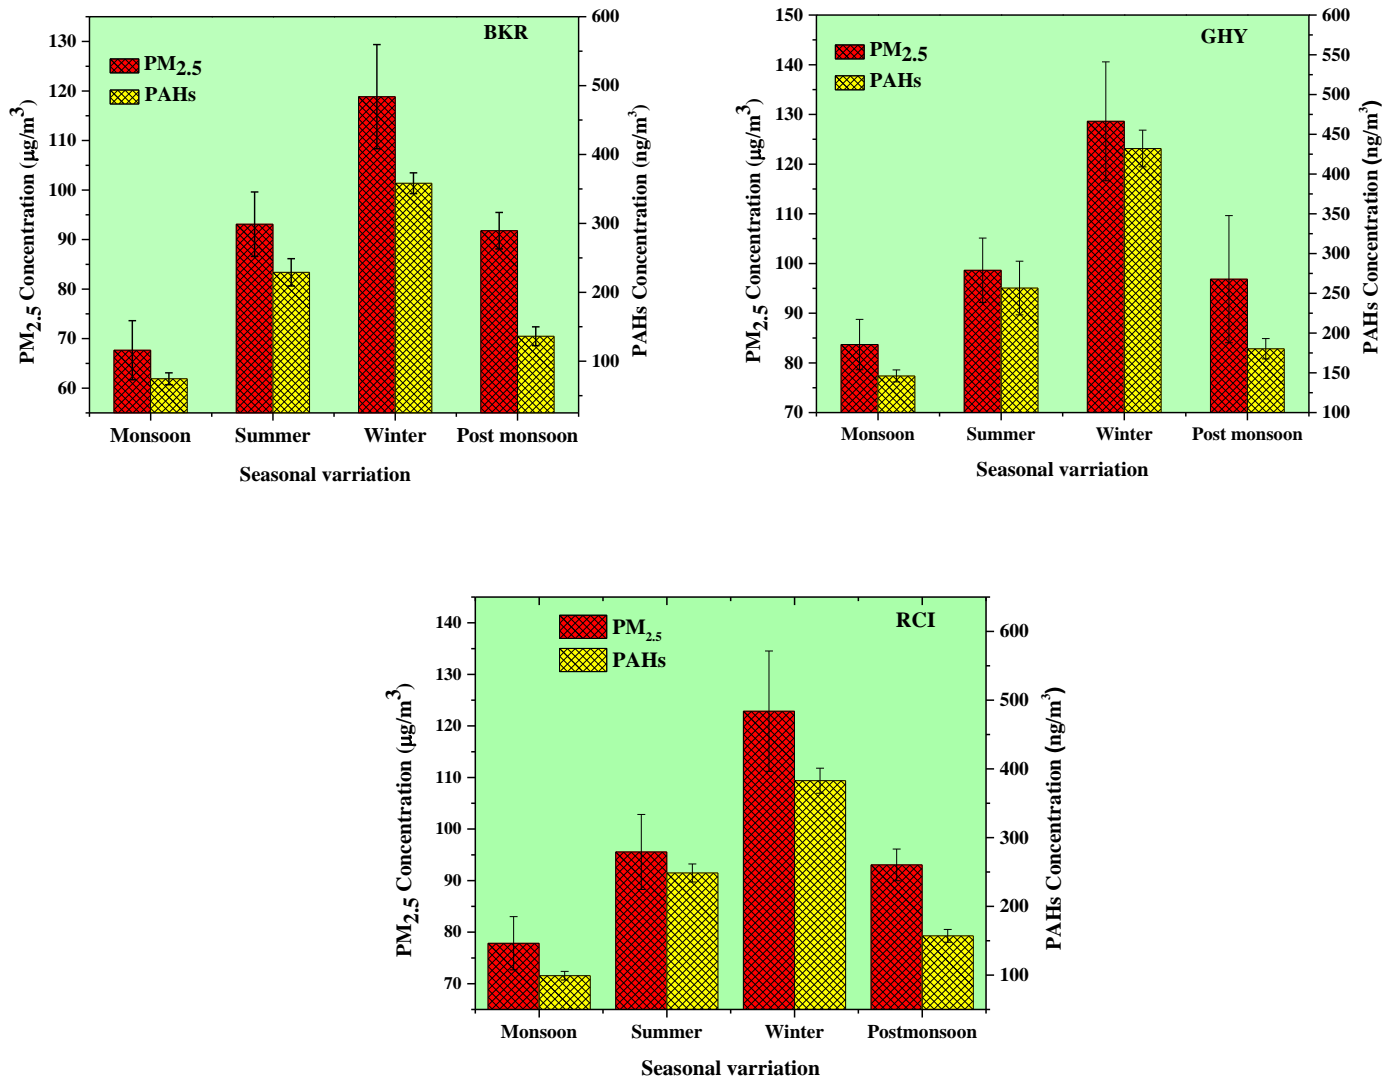 BKR
PM2.5
PAHs
PM2.5 Concentration (µg/m3)
130
120
110
100
90
80
70
60
600
500
400
300
200
100
PAHs Concentration (ng/m3)
Monsoon Summer Winter Post monsoon
Seasonal varriation
GHY
PM2.5
PAHs
PM2.5 Concentration (µg/m3)
150
140
130
120
110
100
90
80
70
600
550
500
450
400
350
300
250
200
150
100
PAHs Concentration (ng/m3)
Monsoon Summer Winter Post monsoon
Seasonal varriation
RCI
PM2.5
PAHs
PM2.5 Concentration (µg/m3)
140
130
120
110
100
90
80
70
600
500
400
300
200
100
PAHs Concentration (ng/m3)
Monsoon Summer Winter Postmonsoon
Seasonal varriation